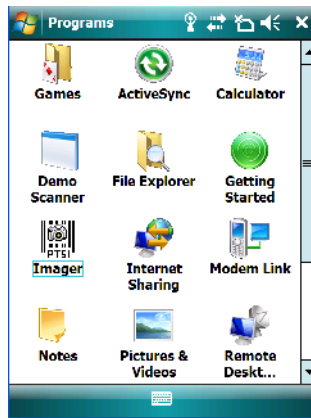 Programs
Games ActiveSync Calculator
Demo Scanner File Explorer Getting Started
PTSI
Imager Internet Sharing Modem Link
Notes Pictures & Videos Remote Deskt...